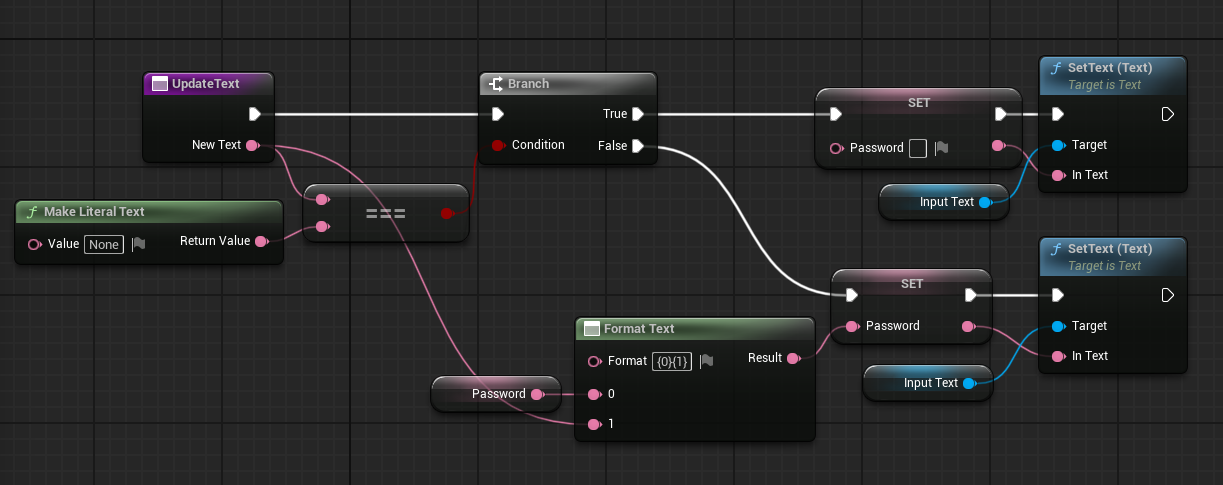 UpdateText
New Text
Make Literal Text
Value None
Return Value
===
Branch
Condition
True
False
SET
Password
SetText (Text)
Target is Text
Target
In Text
Input Text
Password
Format Text
Format {0}{1}
Result
0
1
SET
Password
SetText (Text)
Target is Text
Target
In Text
Input Text